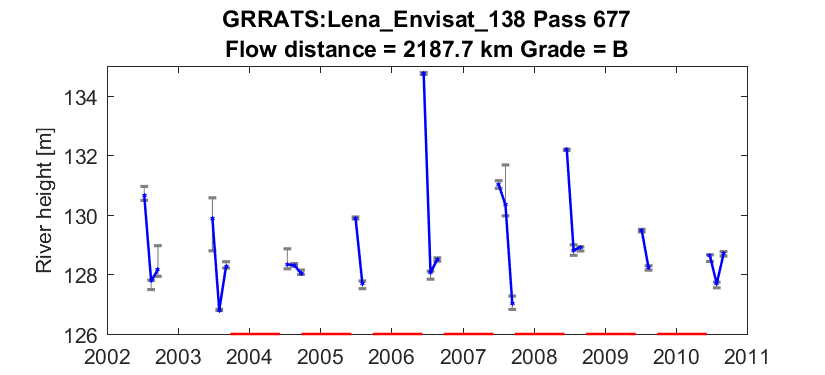 GRRATS:Lena_Envisat_138 Pass 677
Flow distance = 2187.7 km Grade = B
River height [m]
134
132
130
128
126
2002 2003 2004 2005 2006 2007 2008 2009 2010 2011